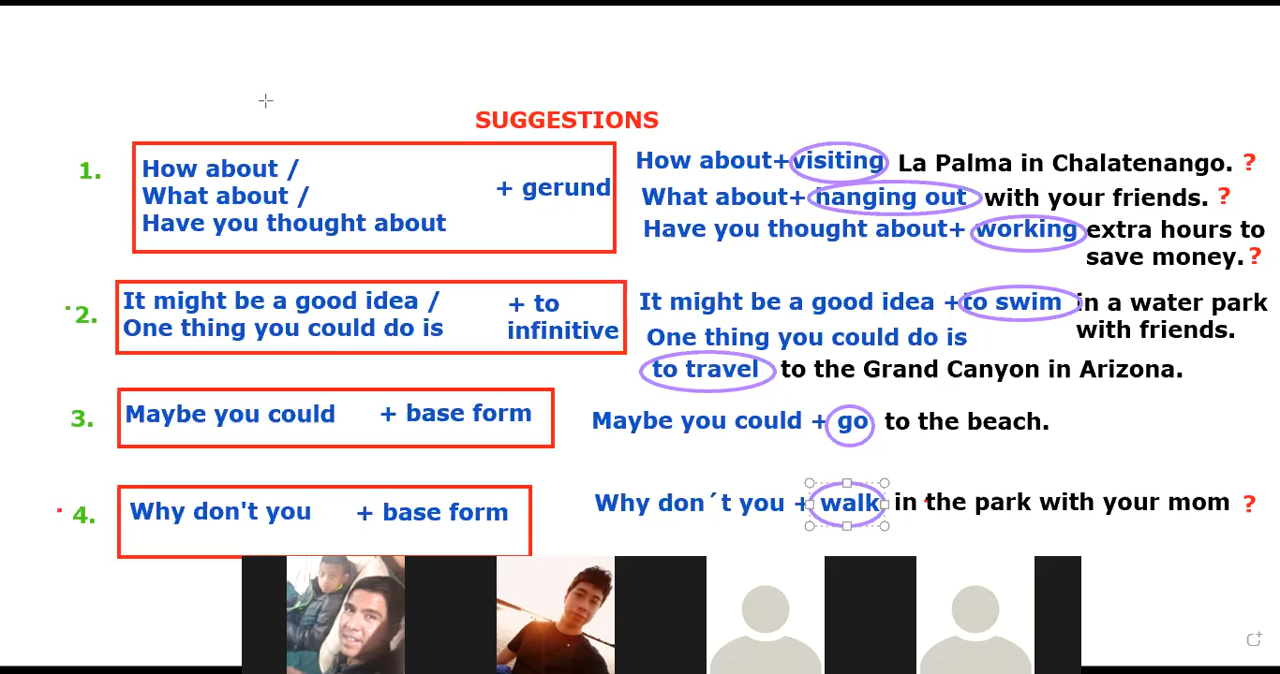 SUGGESTIONS
1.
How about /
What about /
Have you thought about
+ gerund
How about+ visiting La Palma in Chalatenango. ?
What about+ hanging out with your friends. ?
Have you thought about+ working extra hours to
save money. ?
2.
It might be a good idea /
One thing you could do is
+ to
infinitive
It might be a good idea + to swim in a water park
with friends.
One thing you could do is
to travel to the Grand Canyon in Arizona.
3.
Maybe you could + base form
Maybe you could + go to the beach.
4.
Why don't you + base form
Why don´t you + walk in the park with your mom ?